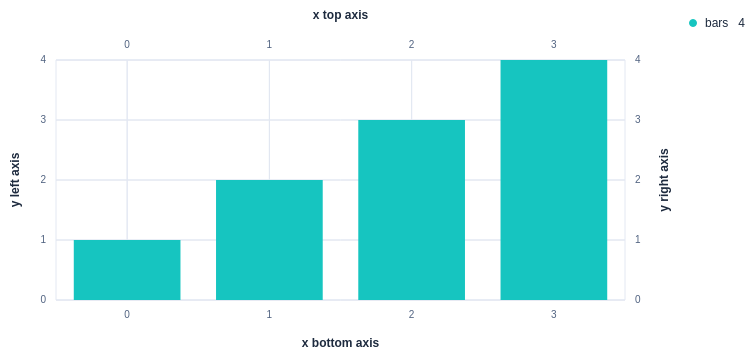 x top axis
bars 4
0 1 2 3
4 4
3 3
2 2
1 1
0 0
y left axis
y right axis
0 1 2 3
x bottom axis